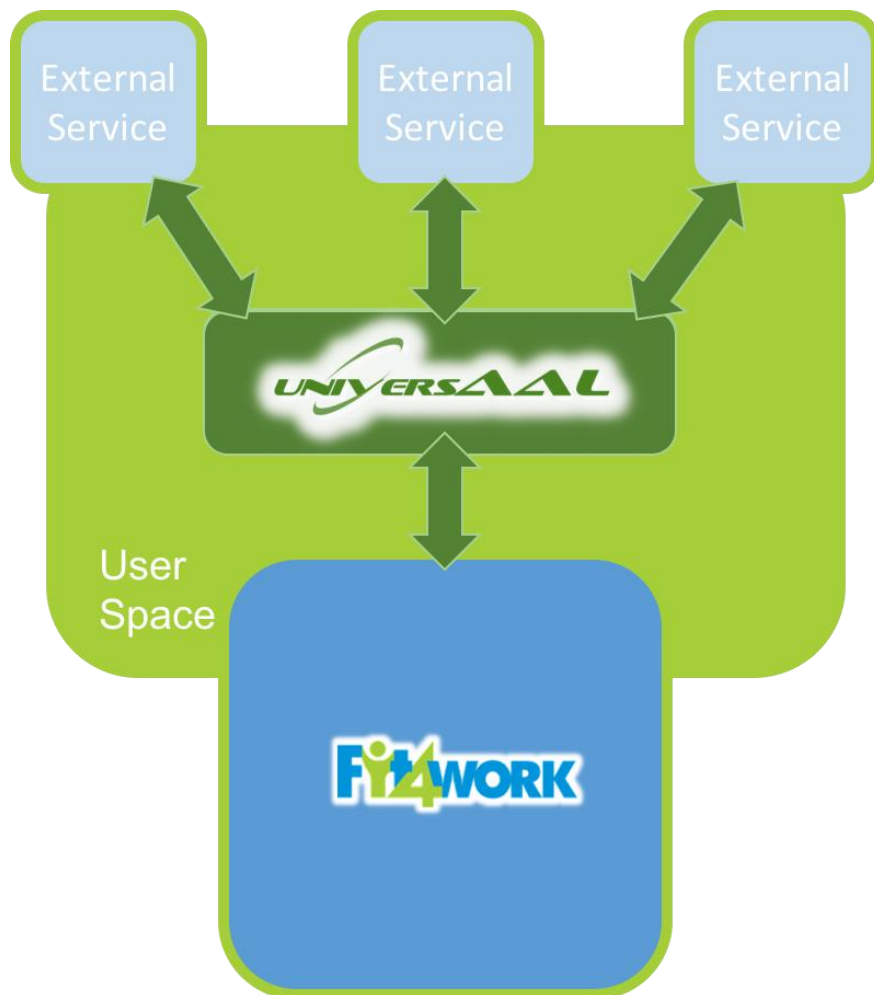 External
Service
External
Service
External
Service
UNIVERSAAL
User
Space
Fit4WORK